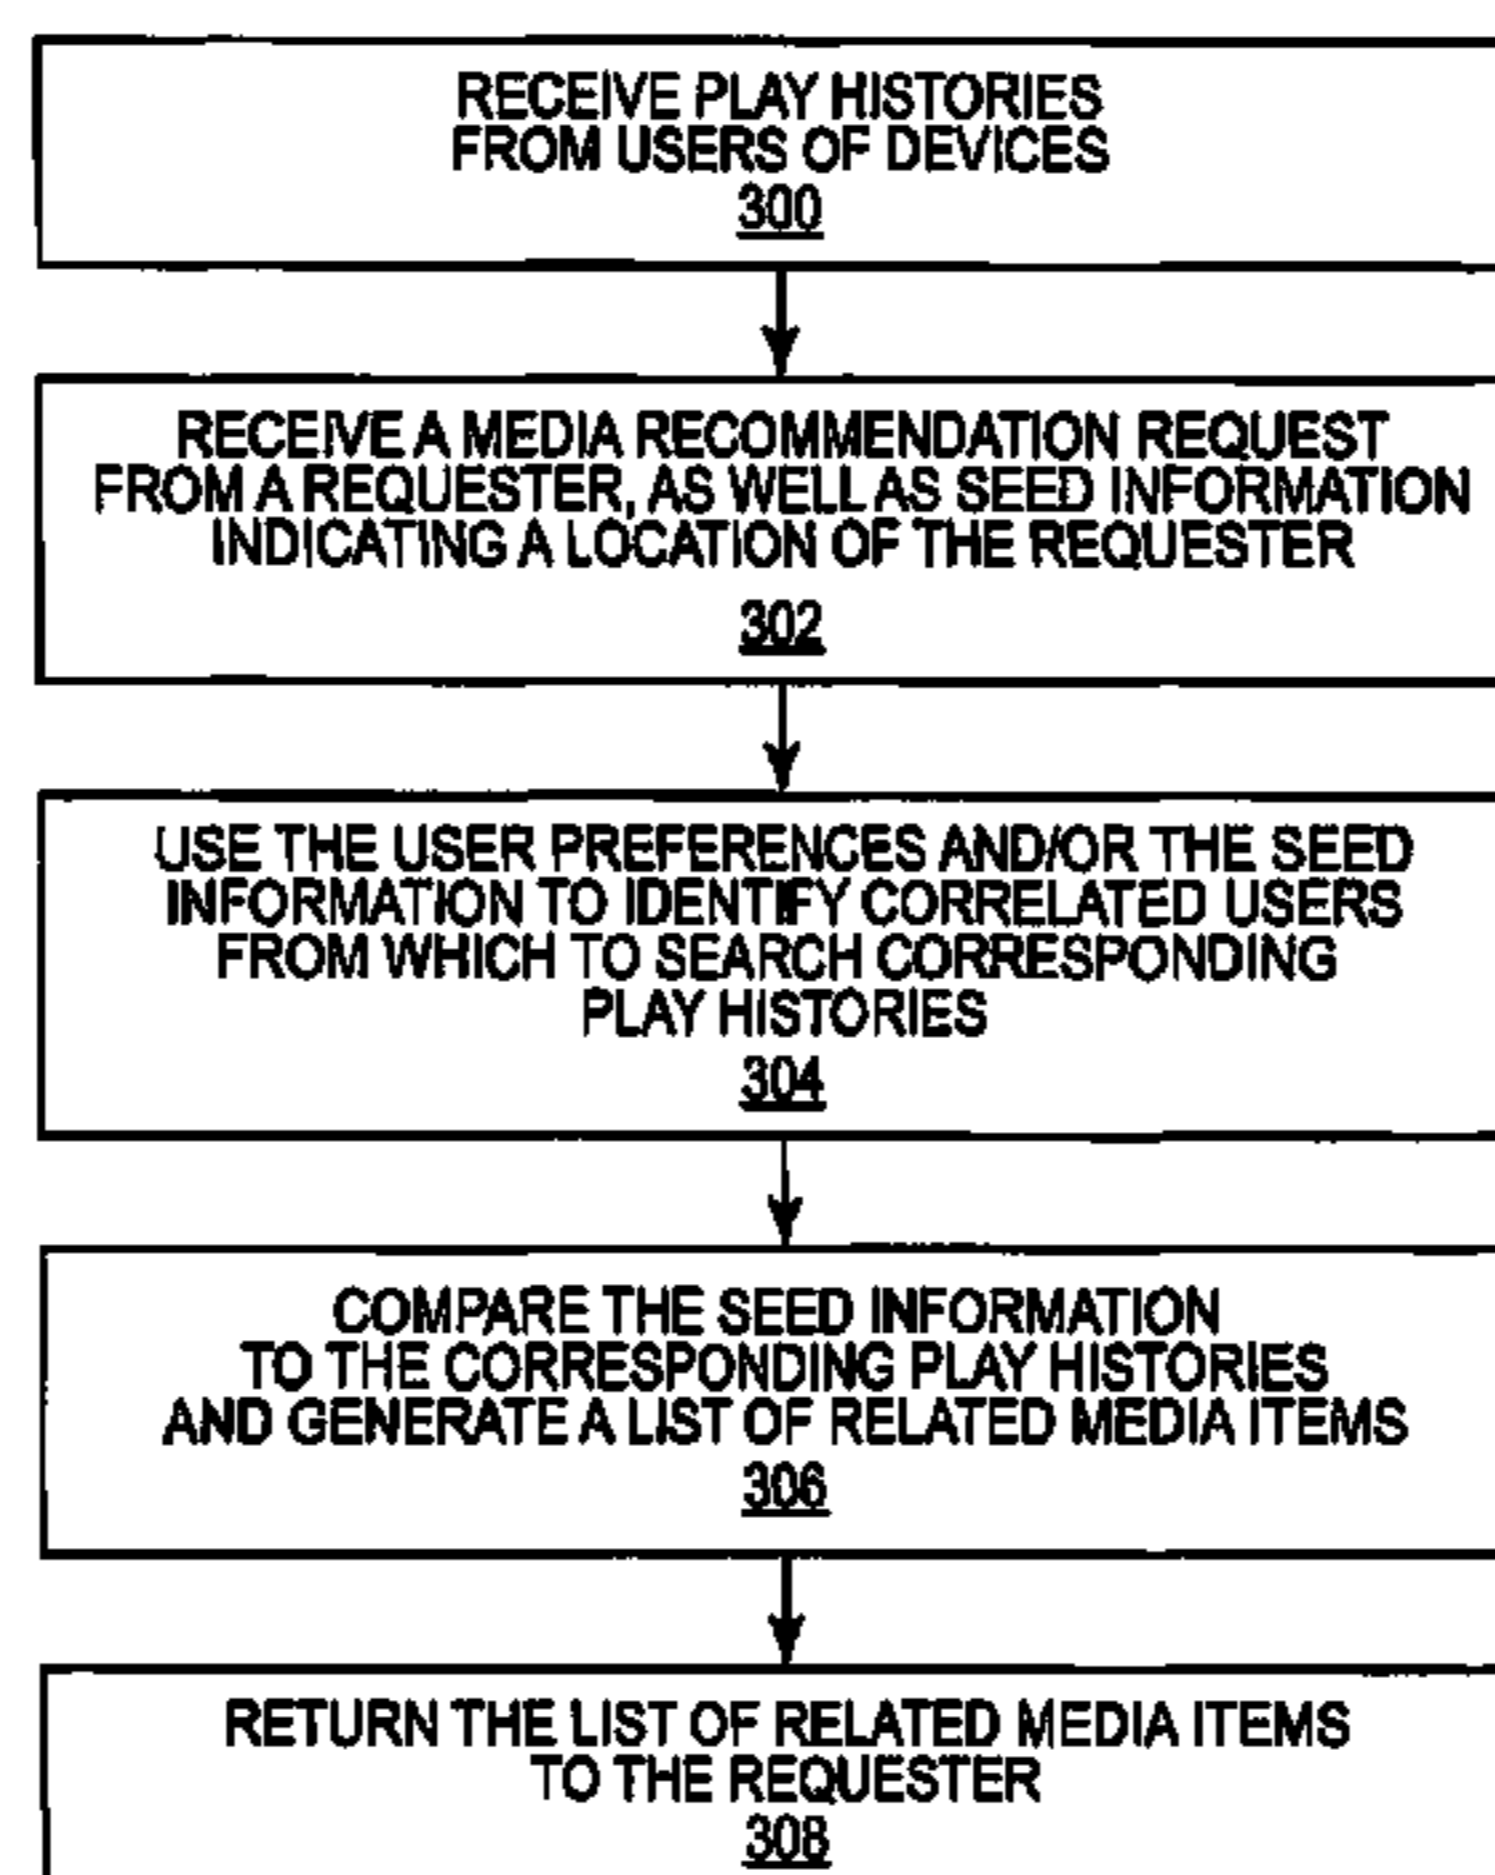 RECEIVE PLAY HISTORIES
FROM USERS OF DEVICES
300
RECEIVE A MEDIA RECOMMENDATION REQUEST
FROM A REQUESTER, AS WELL AS SEED INFORMATION
INDICATING A LOCATION OF THE REQUESTER
302
USE THE USER PREFERENCES AND/OR THE SEED
INFORMATION TO IDENTIFY CORRELATED USERS
FROM WHICH TO SEARCH CORRESPONDING
PLAY HISTORIES
304
COMPARE THE SEED INFORMATION
TO THE CORRESPONDING PLAY HISTORIES
AND GENERATE A LIST OF RELATED MEDIA ITEMS
306
RETURN THE LIST OF RELATED MEDIA ITEMS
TO THE REQUESTER
308